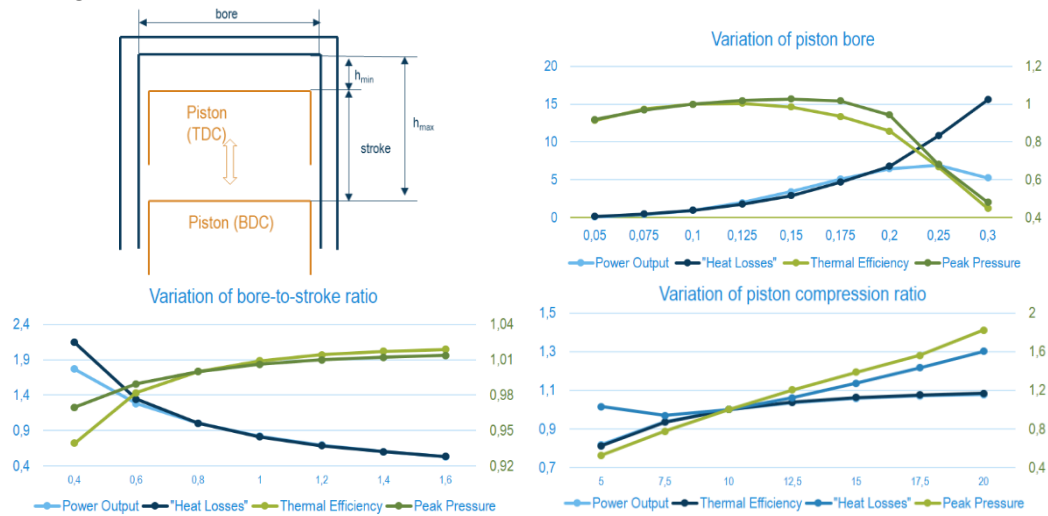 bore
h_min
Piston
(TDC)
h_max
stroke
Piston (BDC)
Variation of piston bore
20
15
10
5
0
1,2
1
0,8
0,6
0,4
0,05 0,075 0,1 0,125 0,15 0,175 0,2 0,25 0,3
Power Output "Heat Losses" Thermal Efficiency Peak Pressure
Variation of bore-to-stroke ratio
2,4
1,9
1,4
0,9
0,4
1,04
1,01
0,98
0,95
0,92
0,4 0,6 0,8 1 1,2 1,4 1,6
Power Output "Heat Losses" Thermal Efficiency Peak Pressure
Variation of piston compression ratio
1,5
1,3
1,1
0,9
0,7
2
1,6
1,2
0,8
0,4
5 7,5 10 12,5 15 17,5 20
Power Output Thermal Efficiency "Heat Losses" Peak Pressure